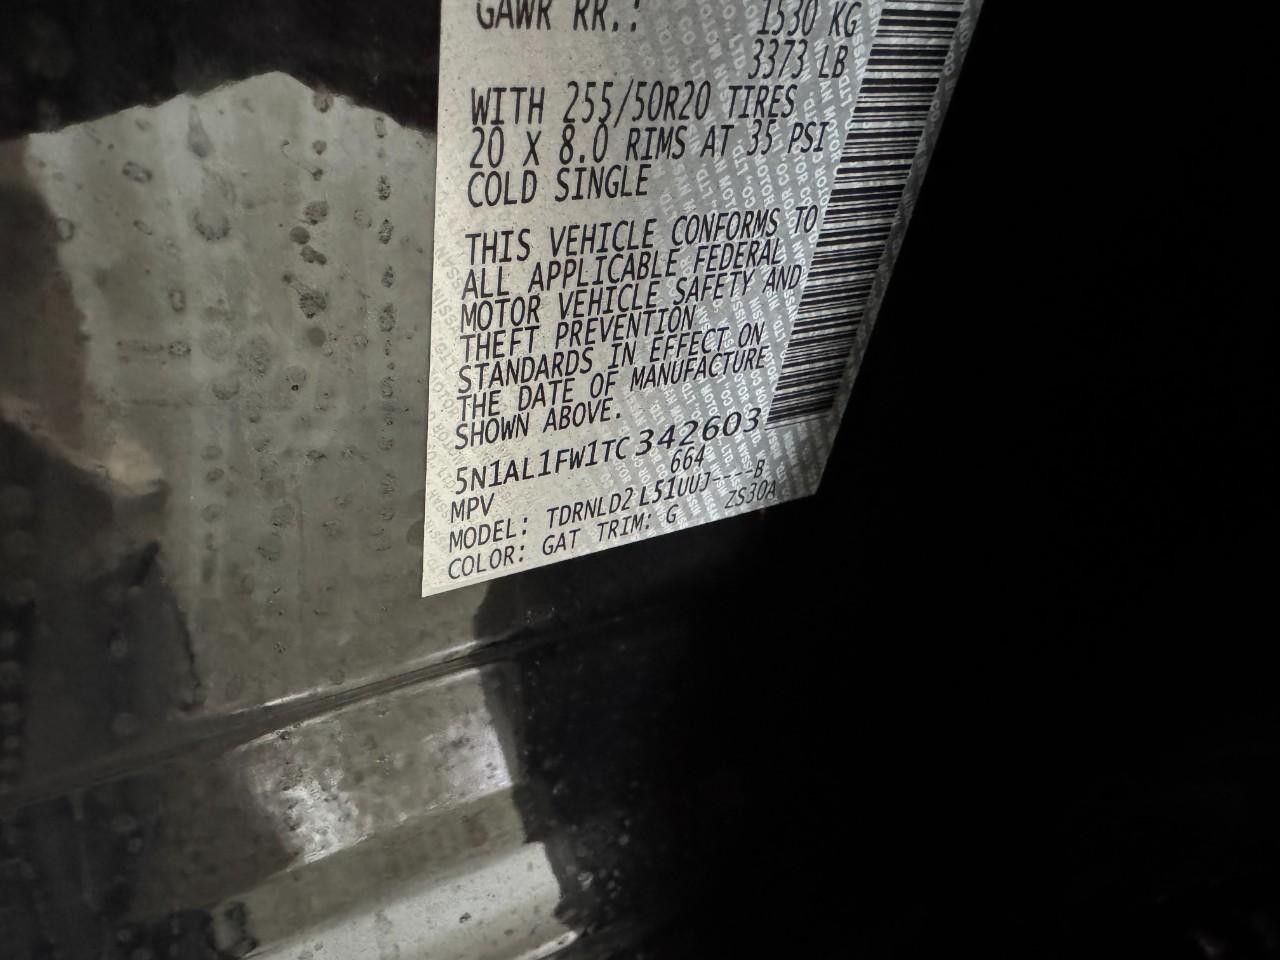 GAWR RR.: 1530 KG
3373 LB
WITH 255/50R20 TIRES
20 X 8.0 RIMS AT 35 PSI
COLD SINGLE
THIS VEHICLE CONFORMS TO
ALL APPLICABLE FEDERAL
MOTOR VEHICLE SAFETY AND
THEFT PREVENTION
STANDARDS IN EFFECT ON
THE DATE OF MANUFACTURE
SHOWN ABOVE.
5N1AL1FW1TC342603
MPV 664
MODEL: TDRNLD2 L51UUJ----B
COLOR: GAT TRIM: G ZS30A